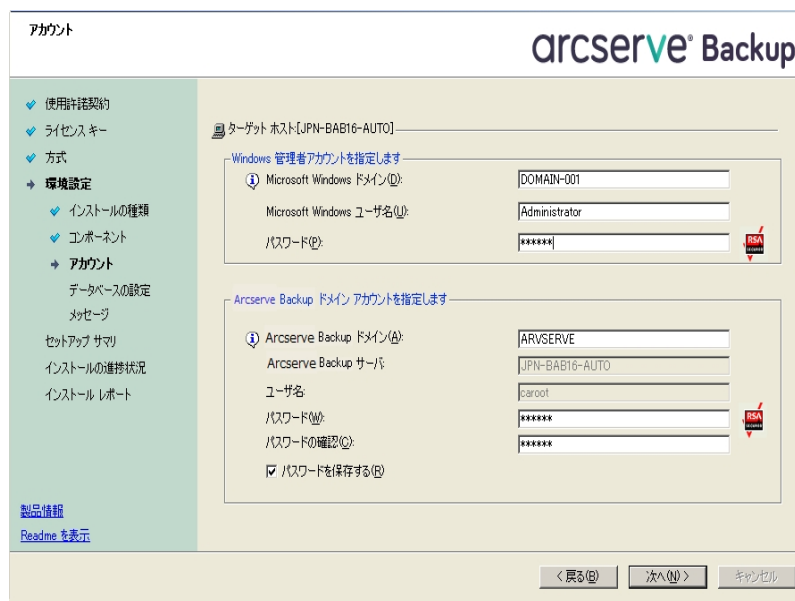 アカウント
arcserve® Backup
使用許諾契約
ライセンス キー
方式
環境設定
インストールの種類
コンポーネント
アカウント
データベースの設定
メッセージ
セットアップ サマリ
インストールの進捗状況
インストール レポート
製品情報
Readme を表示
ターゲット ホスト:[JPN-BAB16-AUTO]
Windows 管理者アカウントを指定します
Microsoft Windows ドメイン(D): DOMAIN-001
Microsoft Windows ユーザ名(U): Administrator
パスワード(P): ******
RSA SECURED
Arcserve Backup ドメイン アカウントを指定します
Arcserve Backup ドメイン(A): ARVSERVE
Arcserve Backup サーバ: JPN-BAB16-AUTO
ユーザ名: caroot
パスワード(W): ******
RSA SECURED
パスワードの確認(C): ******
パスワードを保存する(R)
< 戻る(B) 次へ(N) > キャンセル